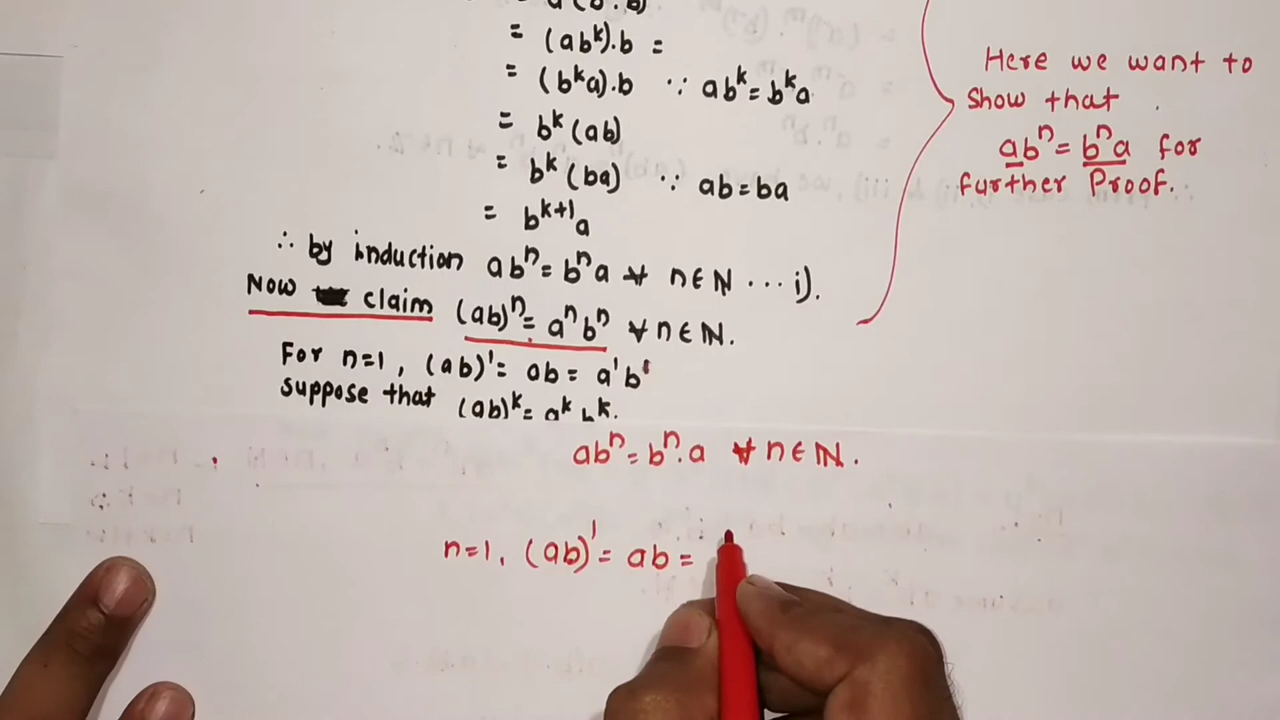 = (abᵏ).b =
= (bᵏa).b ∵ abᵏ = bᵏa
= bᵏ(ab)
= bᵏ(ba) ∵ ab = ba
= bᵏ⁺¹a
∴ by induction abⁿ = bⁿa ∀ n ∈ N ... i).
Now claim (ab)ⁿ = aⁿbⁿ ∀ n ∈ N.
For n=1, (ab)¹ = ab = a¹b¹
suppose that (ab)ᵏ = aᵏ bᵏ.
Here we want to
show that
abⁿ = bⁿa for
further Proof.
abⁿ = bⁿ.a ∀ n ∈ N.
n=1, (ab)¹ = ab =